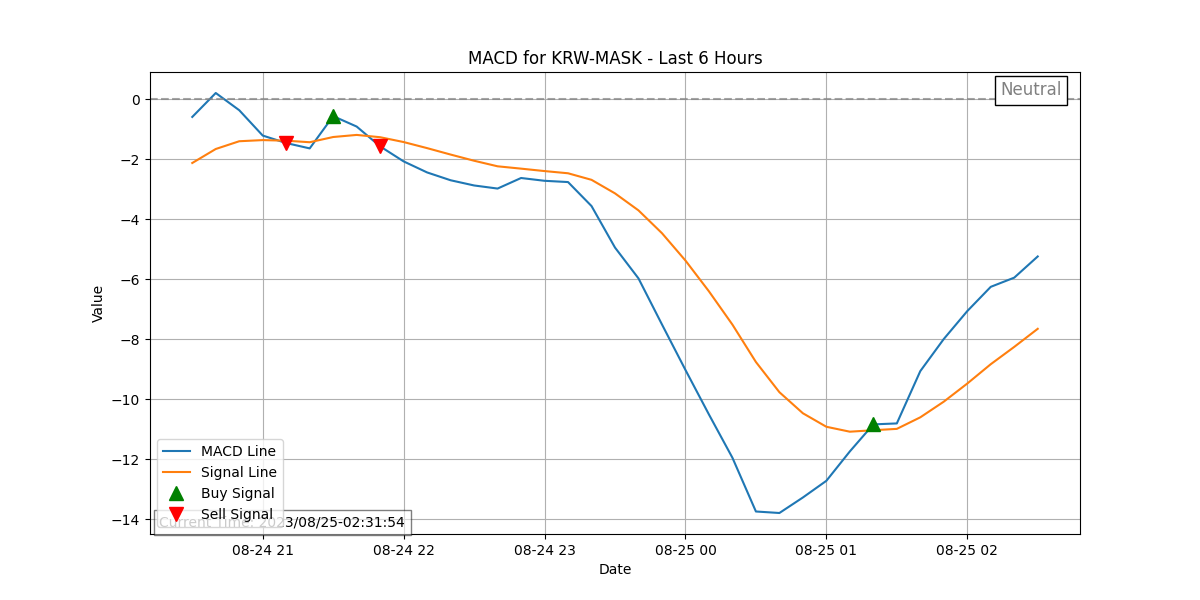 MACD for KRW-MASK - Last 6 Hours
Neutral
Value
0
−2
−4
−6
−8
−10
−12
−14
MACD Line
Signal Line
Buy Signal
Sell Signal
Current Time: 2023/08/25-02:31:54
08-24 21
08-24 22
08-24 23
08-25 00
08-25 01
08-25 02
Date